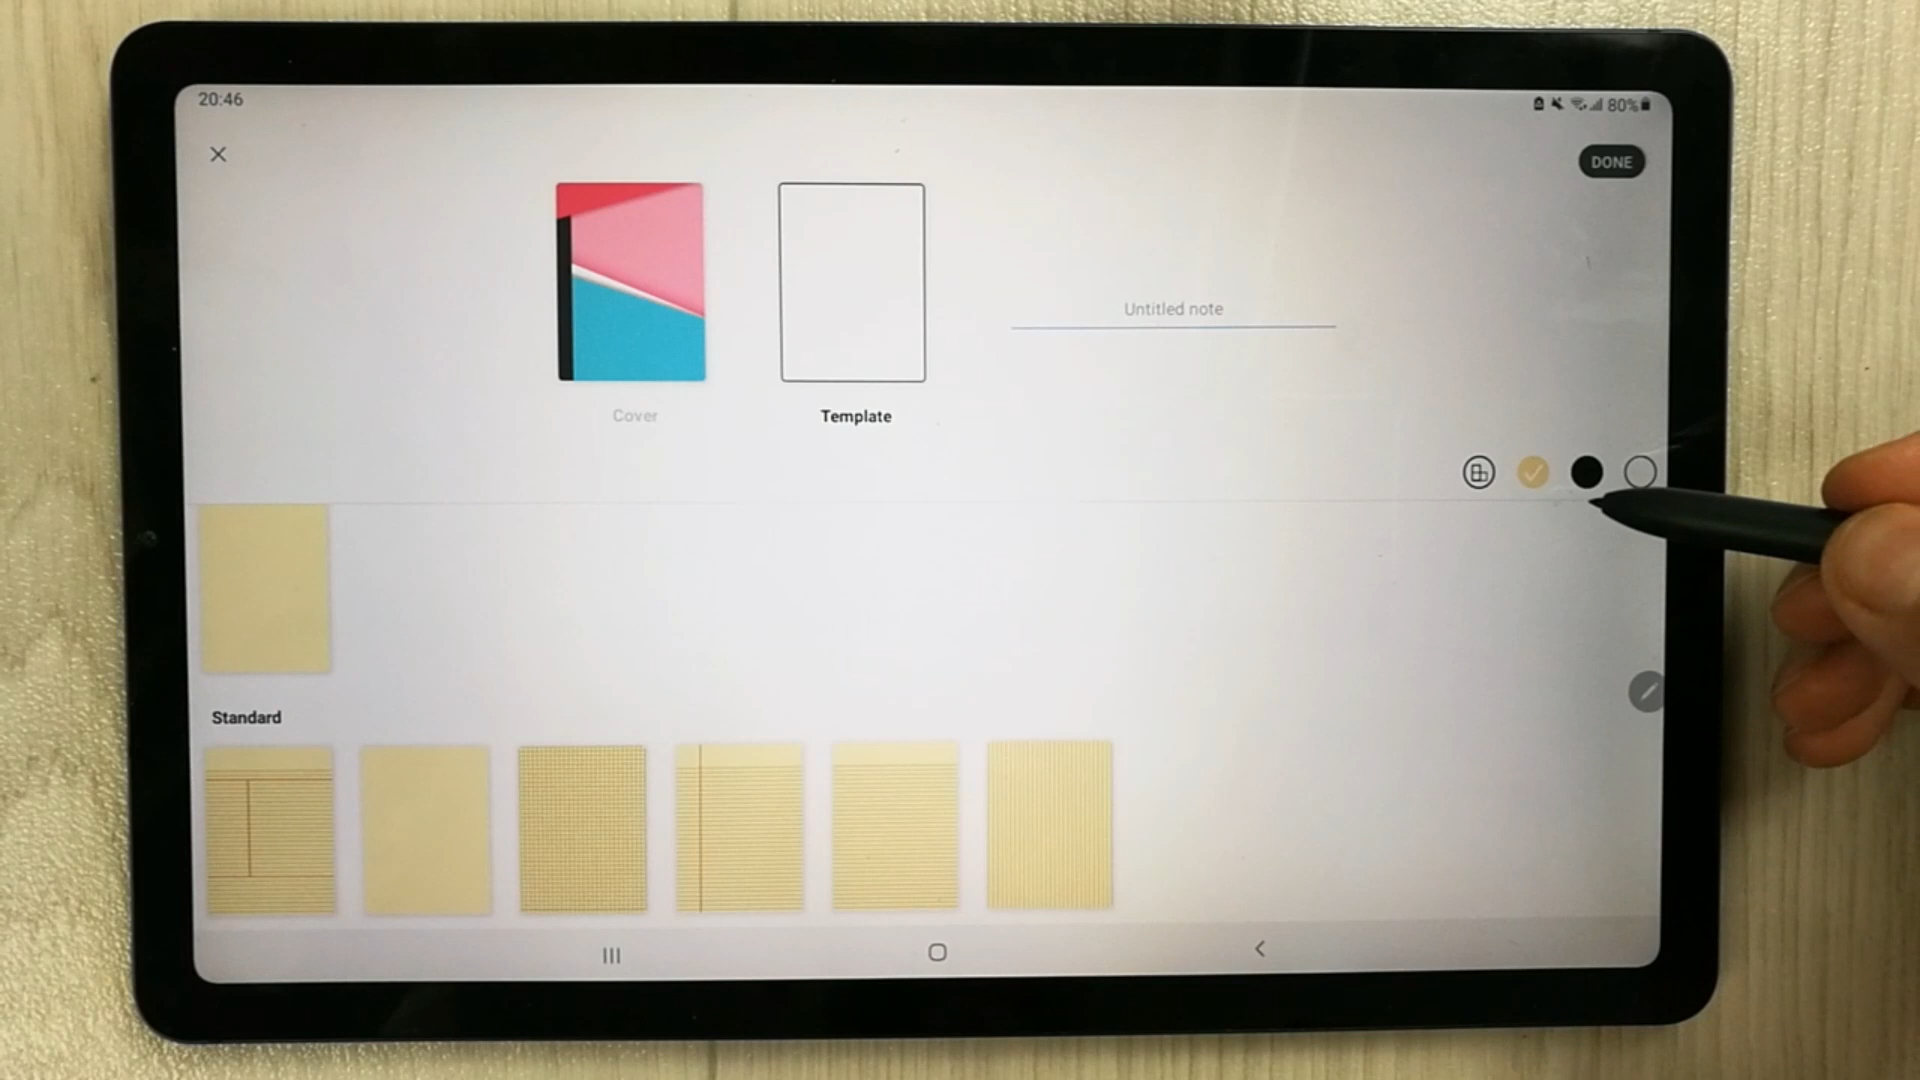 20:46
80%
DONE
Untitled note
Cover
Template
Standard